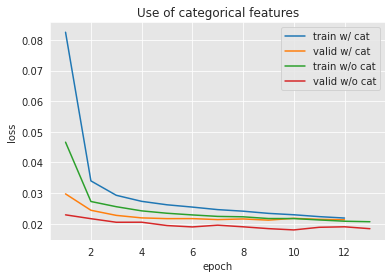 Use of categorical features
train w/ cat
valid w/ cat
train w/o cat
valid w/o cat
0.08
0.07
0.06
0.05
0.04
0.03
0.02
loss
2 4 6 8 10 12
epoch